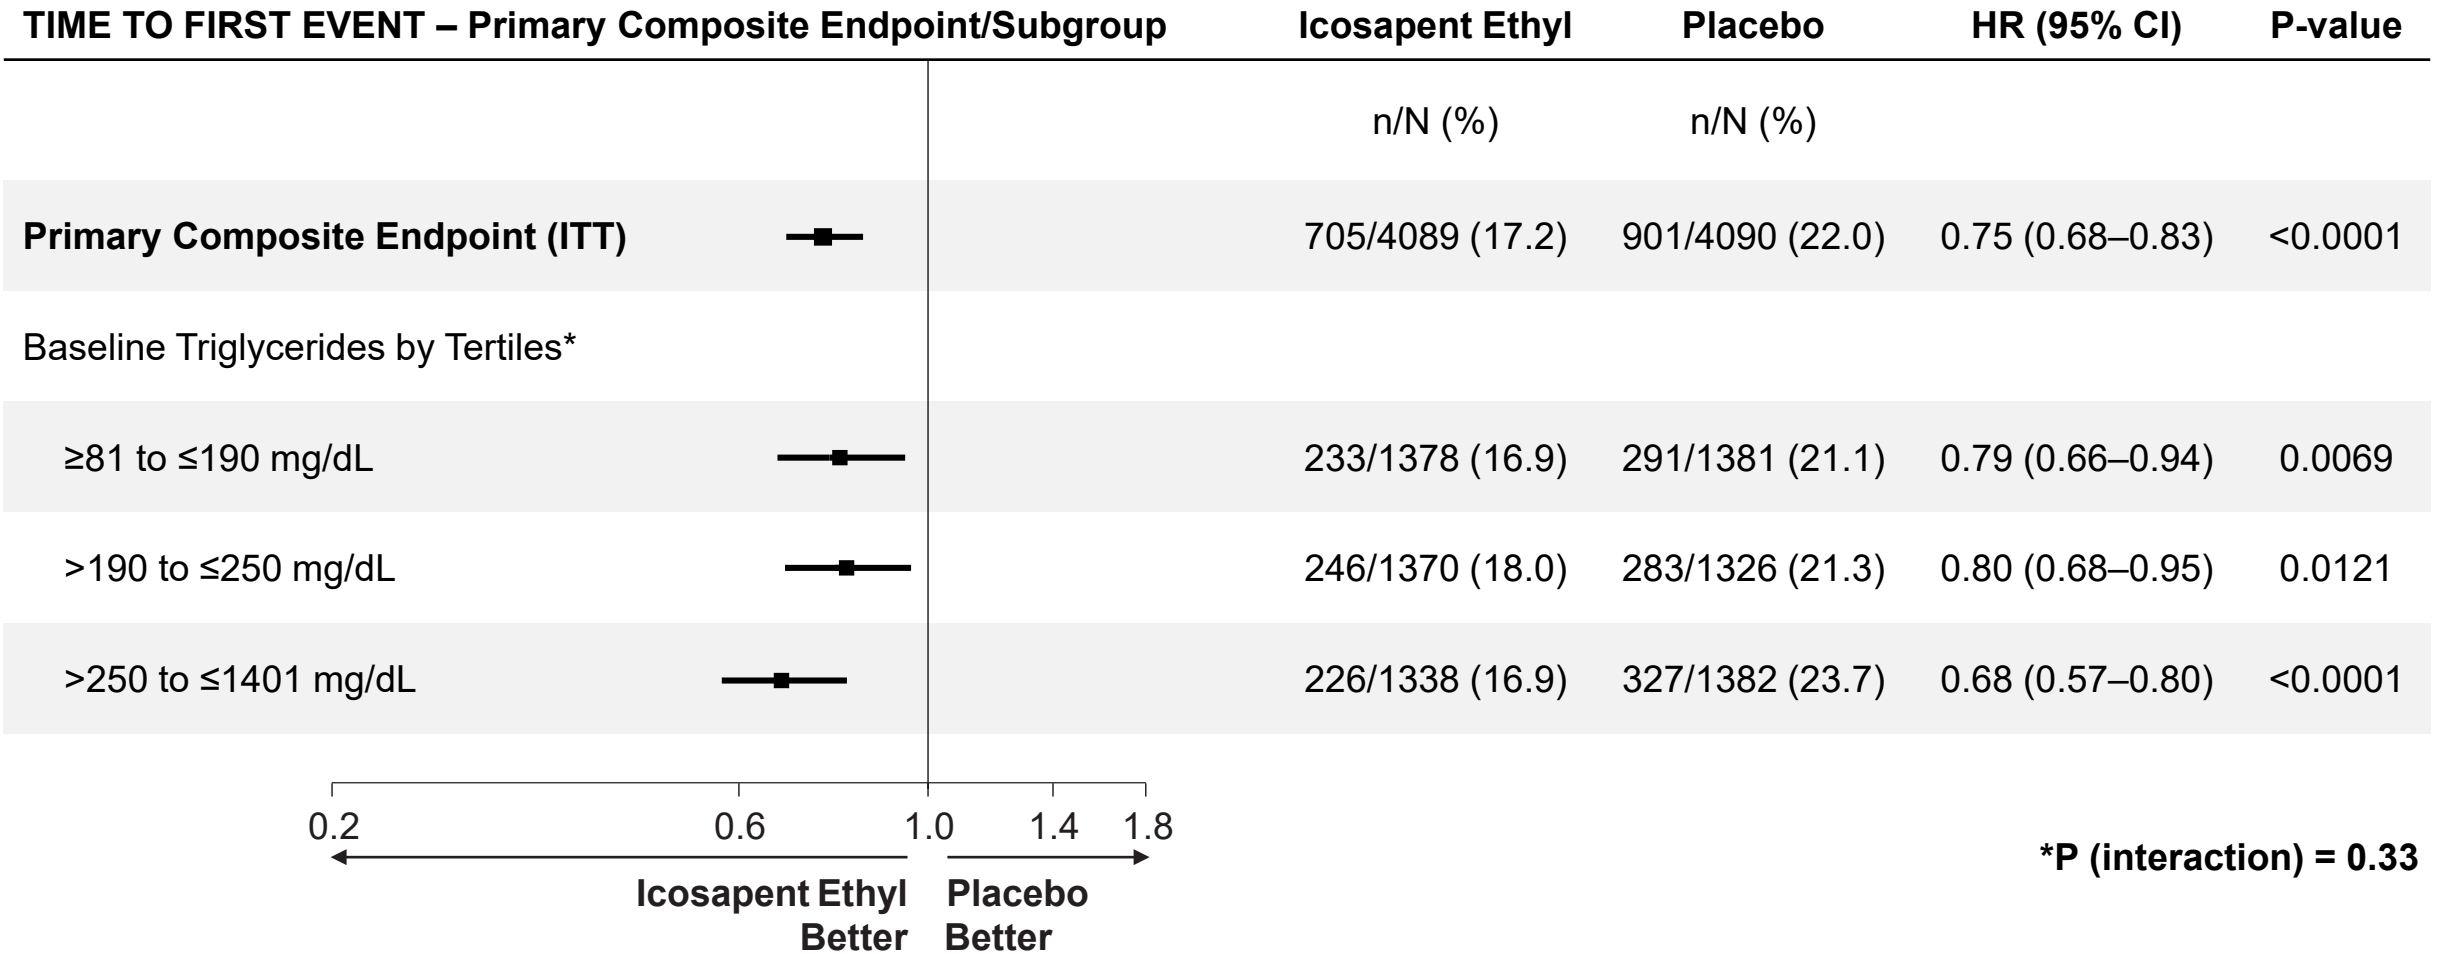 TIME TO FIRST EVENT – Primary Composite Endpoint/Subgroup Icosapent Ethyl Placebo HR (95% CI) P-value
n/N (%) n/N (%)
Primary Composite Endpoint (ITT) 705/4089 (17.2) 901/4090 (22.0) 0.75 (0.68–0.83) <0.0001
Baseline Triglycerides by Tertiles*
≥81 to ≤190 mg/dL 233/1378 (16.9) 291/1381 (21.1) 0.79 (0.66–0.94) 0.0069
>190 to ≤250 mg/dL 246/1370 (18.0) 283/1326 (21.3) 0.80 (0.68–0.95) 0.0121
>250 to ≤1401 mg/dL 226/1338 (16.9) 327/1382 (23.7) 0.68 (0.57–0.80) <0.0001
0.2 0.6 1.0 1.4 1.8
*P (interaction) = 0.33
Icosapent Ethyl Placebo
Better Better